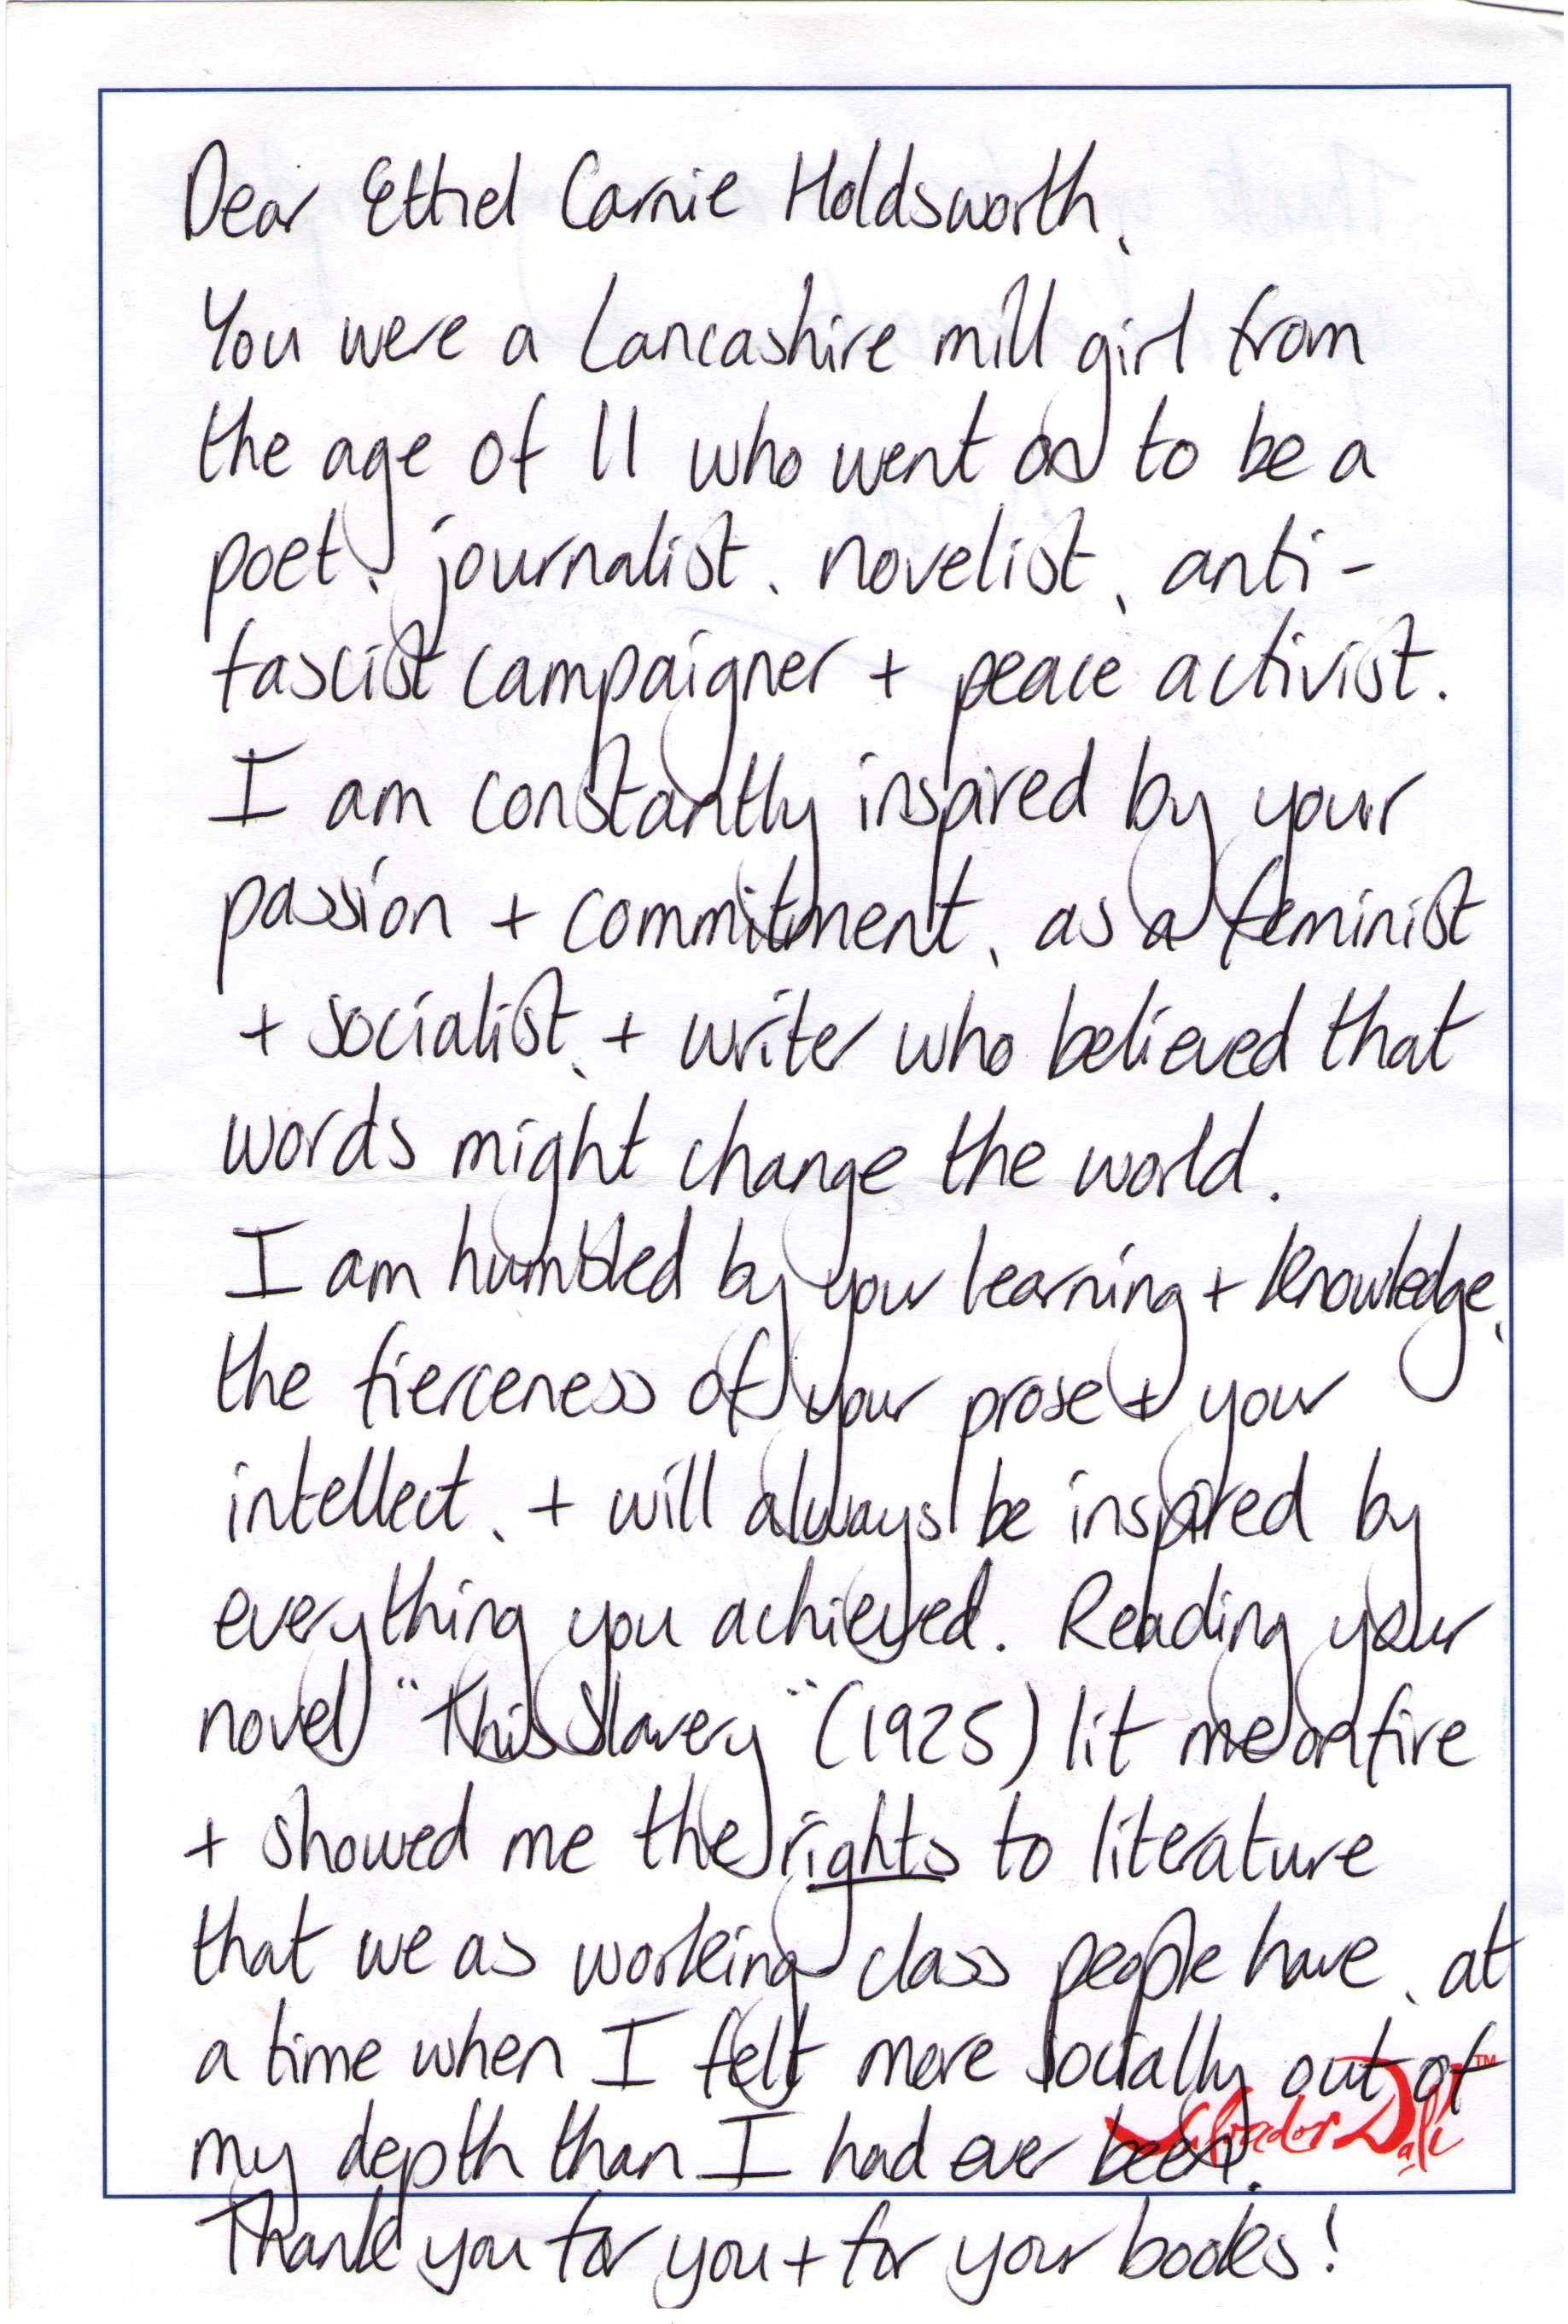 Dear Ethel Carnie Holdsworth,
You were a Lancashire mill girl from
the age of 11 who went on to be a
poet, journalist, novelist, anti-
fascist campaigner + peace activist.
I am constantly inspired by your
passion + commitment, as a feminist
+ socialist, + writer who believed that
words might change the world.
I am humbled by your learning + knowledge,
the fierceness of your prose + your
intellect, + will always be inspired by
everything you achieved. Reading your
novel "This Slavery" (1925) lit me on fire
+ showed me the rights to literature
that we as working class people have, at
a time when I felt more socially out of
my depth than I had ever been.
Salvador Dalí™
Thank you for you + for your books!